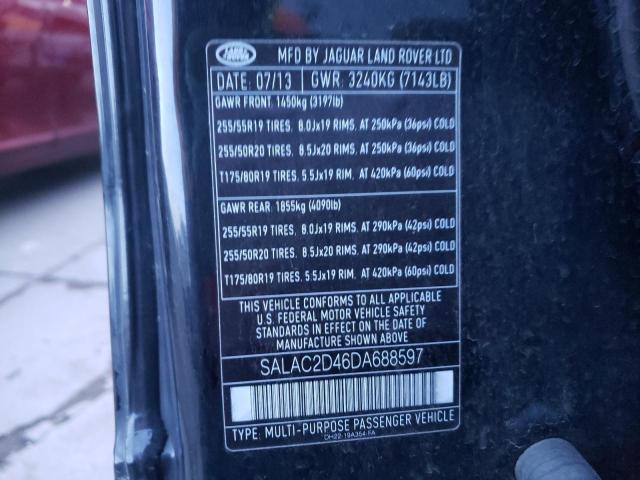 LAND ROVER
MFD BY JAGUAR LAND ROVER LTD
DATE: 07/13 GWR: 3240KG (7143LB)
GAWR FRONT: 1450kg (3197lb)
255/55R19 TIRES. 8.0Jx19 RIMS. AT 250kPa (36psi) COLD
255/50R20 TIRES. 8.5Jx20 RIMS. AT 250kPa (36psi) COLD
T175/80R19 TIRES. 5.5Jx19 RIM. AT 420kPa (60psi) COLD
GAWR REAR: 1855kg (4090lb)
255/55R19 TIRES. 8.0Jx19 RIMS. AT 290kPa (42psi) COLD
255/50R20 TIRES. 8.5Jx20 RIMS. AT 290kPa (42psi) COLD
T175/80R19 TIRES. 5.5Jx19 RIM. AT 420kPa (60psi) COLD
THIS VEHICLE CONFORMS TO ALL APPLICABLE
U.S. FEDERAL MOTOR VEHICLE SAFETY
STANDARDS IN EFFECT ON THE DATE OF
MANUFACTURE SHOWN ABOVE.
SALAC2D46DA688597
TYPE: MULTI-PURPOSE PASSENGER VEHICLE
DH22-19A354-FA